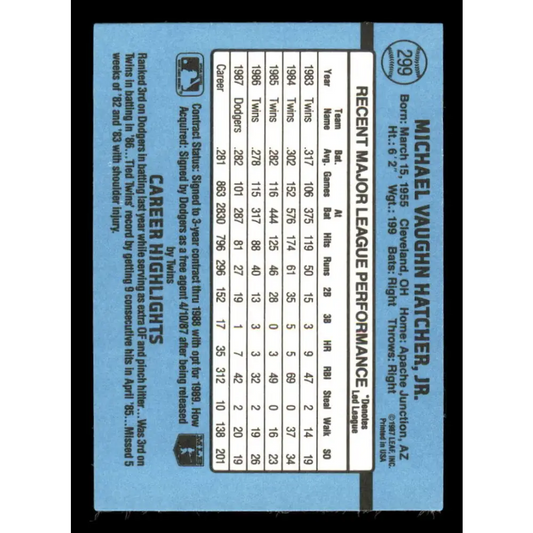 299
MICHAEL VAUGHN HATCHER, JR.
©1987 LEAF, INC.
Printed in USA
Born: March 15, 1955 Cleveland, OH Home: Apache Junction, AZ
Ht.: 6' 2" Wgt.: 199 Bats: Right Throws: Right
RECENT MAJOR LEAGUE PERFORMANCE *Denotes Led League
Year Team Name Bat. Avg. Games At Bat Hits Runs 2B 3B HR RBI Steal Walk SO
1983 Twins .317 106 375 119 50 15 3 9 47 2 14 19
1984 Twins .302 152 576 174 61 35 5 5 69 0 37 34
1985 Twins .282 116 444 125 46 28 0 3 49 0 16 23
1986 Twins .278 115 317 88 40 13 3 3 32 2 19 26
1987 Dodgers .282 101 287 81 27 19 1 7 42 2 20 19
Career .281 863 2830 796 296 152 17 35 312 10 138 201
Contract Status: Signed to 3-year contract thru 1988 with opt for 1989. How
Acquired: Signed by Dodgers as a free agent 4/10/87 after being released
by Twins
MLBPA
CAREER HIGHLIGHTS
Ranked 3rd on Dodgers in batting last year while serving as extra OF and pinch hitter... Was 3rd on
Twins in batting in '86... Tied Twins' record by getting 9 consecutive hits in April '85... Missed 5
weeks of '82 and '83 with shoulder injury.